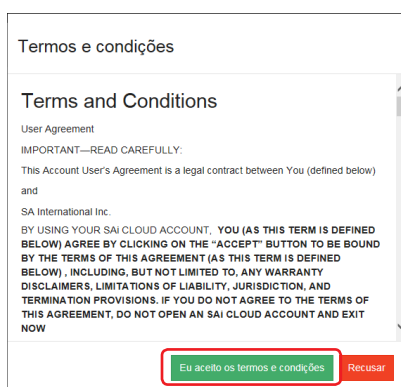 Termos e condições
Terms and Conditions
User Agreement
IMPORTANT—READ CAREFULLY:
This Account User's Agreement is a legal contract between You (defined below)
and
SA International Inc.
BY USING YOUR SAi CLOUD ACCOUNT, YOU (AS THIS TERM IS DEFINED
BELOW) AGREE BY CLICKING ON THE “ACCEPT” BUTTON TO BE BOUND
BY THE TERMS OF THIS AGREEMENT (AS THIS TERM IS DEFINED
BELOW) , INCLUDING, BUT NOT LIMITED TO, ANY WARRANTY
DISCLAIMERS, LIMITATIONS OF LIABILITY, JURISDICTION, AND
TERMINATION PROVISIONS. IF YOU DO NOT AGREE TO THE TERMS OF
THIS AGREEMENT, DO NOT OPEN AN SAi CLOUD ACCOUNT AND EXIT
NOW
Eu aceito os termos e condições Recusar